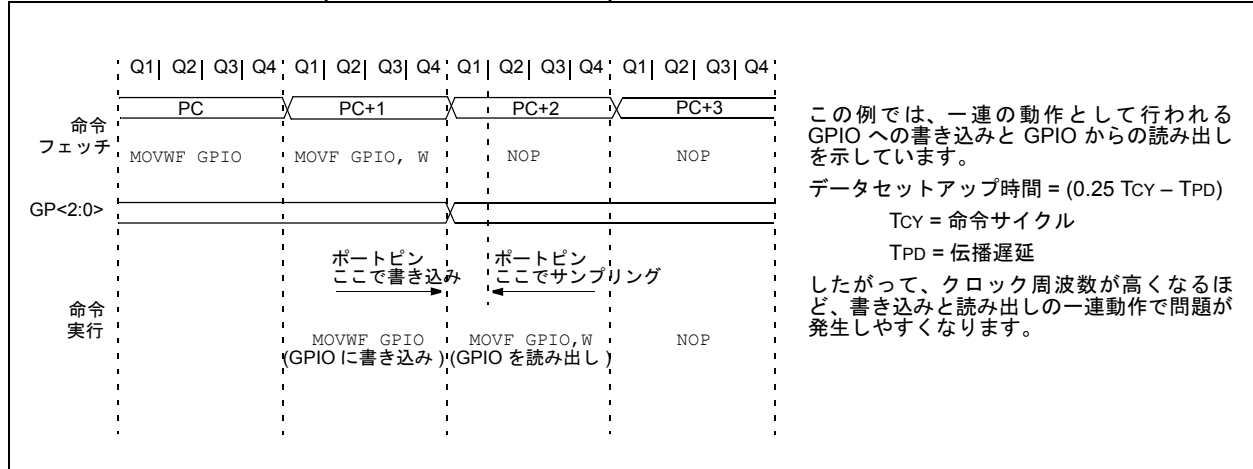 Q1| Q2| Q3| Q4 Q1| Q2| Q3| Q4 Q1| Q2| Q3| Q4 Q1| Q2| Q3| Q4
PC PC+1 PC+2 PC+3
命令
フェッチ
MOVWF GPIO MOVF GPIO, W NOP NOP
GP<2:0>
ポートピン
ここで書き込み
ポートピン
ここでサンプリング
命令
実行
MOVWF GPIO MOVF GPIO,W NOP
(GPIO に書き込み ) (GPIO を読み出し )
この例では、一連の動作として行われる
GPIO への書き込みと GPIO からの読み出し
を示しています。
データセットアップ時間 = (0.25 TCY – TPD)
TCY = 命令サイクル
TPD = 伝播遅延
したがって、クロック周波数が高くなるほ
ど、書き込みと読み出しの一連動作で問題が
発生しやすくなります。